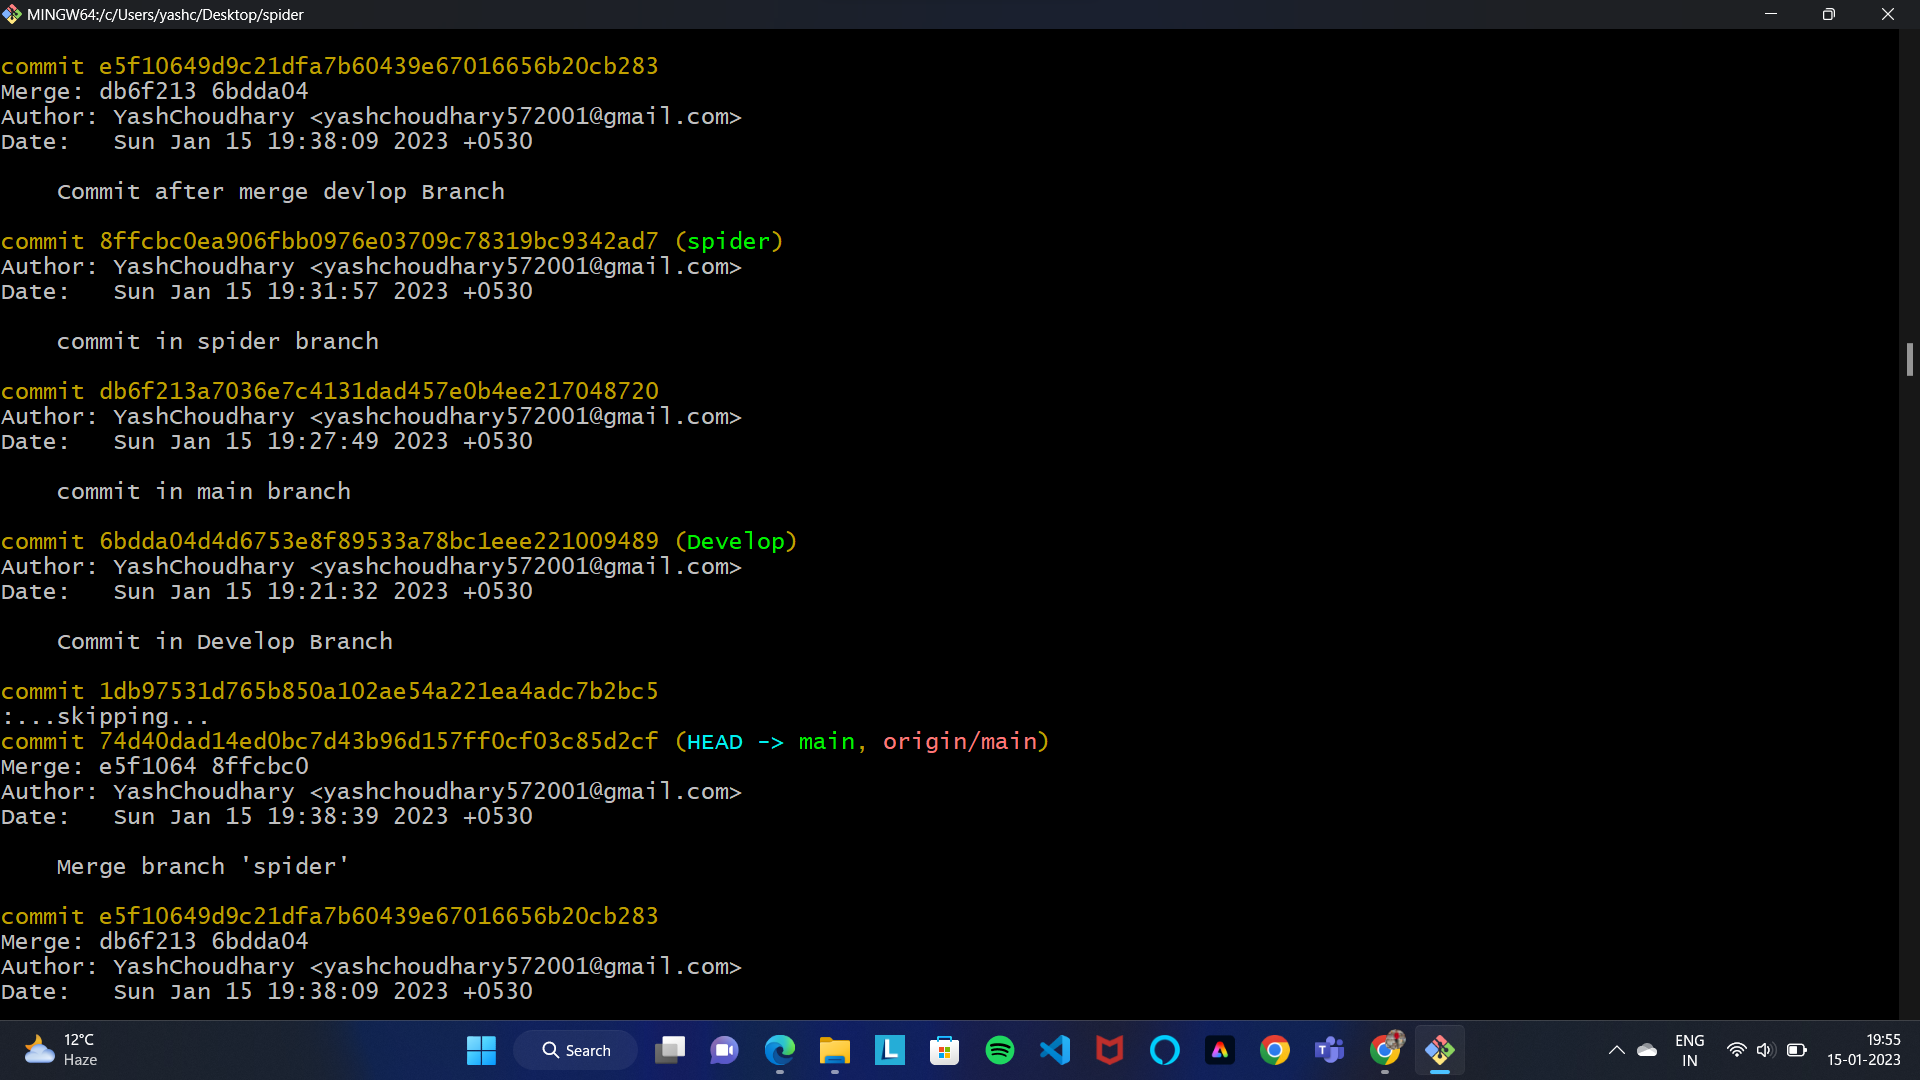 MINGW64:/c/Users/yashc/Desktop/spider
commit e5f10649d9c21dfa7b60439e67016656b20cb283
Merge: db6f213 6bdda04
Author: YashChoudhary <yashchoudhary572001@gmail.com>
Date:   Sun Jan 15 19:38:09 2023 +0530
    Commit after merge devlop Branch
commit 8ffcbc0ea906fbb0976e03709c78319bc9342ad7 (spider)
Author: YashChoudhary <yashchoudhary572001@gmail.com>
Date:   Sun Jan 15 19:31:57 2023 +0530
    commit in spider branch
commit db6f213a7036e7c4131dad457e0b4ee217048720
Author: YashChoudhary <yashchoudhary572001@gmail.com>
Date:   Sun Jan 15 19:27:49 2023 +0530
    commit in main branch
commit 6bdda04d4d6753e8f89533a78bc1eee221009489 (Develop)
Author: YashChoudhary <yashchoudhary572001@gmail.com>
Date:   Sun Jan 15 19:21:32 2023 +0530
    Commit in Develop Branch
commit 1db97531d765b850a102ae54a221ea4adc7b2bc5
:...skipping...
commit 74d40dad14ed0bc7d43b96d157ff0cf03c85d2cf (HEAD -> main, origin/main)
Merge: e5f1064 8ffcbc0
Author: YashChoudhary <yashchoudhary572001@gmail.com>
Date:   Sun Jan 15 19:38:39 2023 +0530
    Merge branch 'spider'
commit e5f10649d9c21dfa7b60439e67016656b20cb283
Merge: db6f213 6bdda04
Author: YashChoudhary <yashchoudhary572001@gmail.com>
Date:   Sun Jan 15 19:38:09 2023 +0530
12°C
Haze
Search
ENG
IN
19:55
15-01-2023